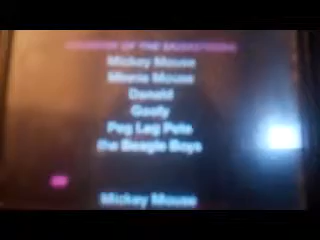 Mickey Mouse
Minnie Mouse
Donald
Goofy
Peg Leg Pete
the Beagle Boys
Mickey Mouse